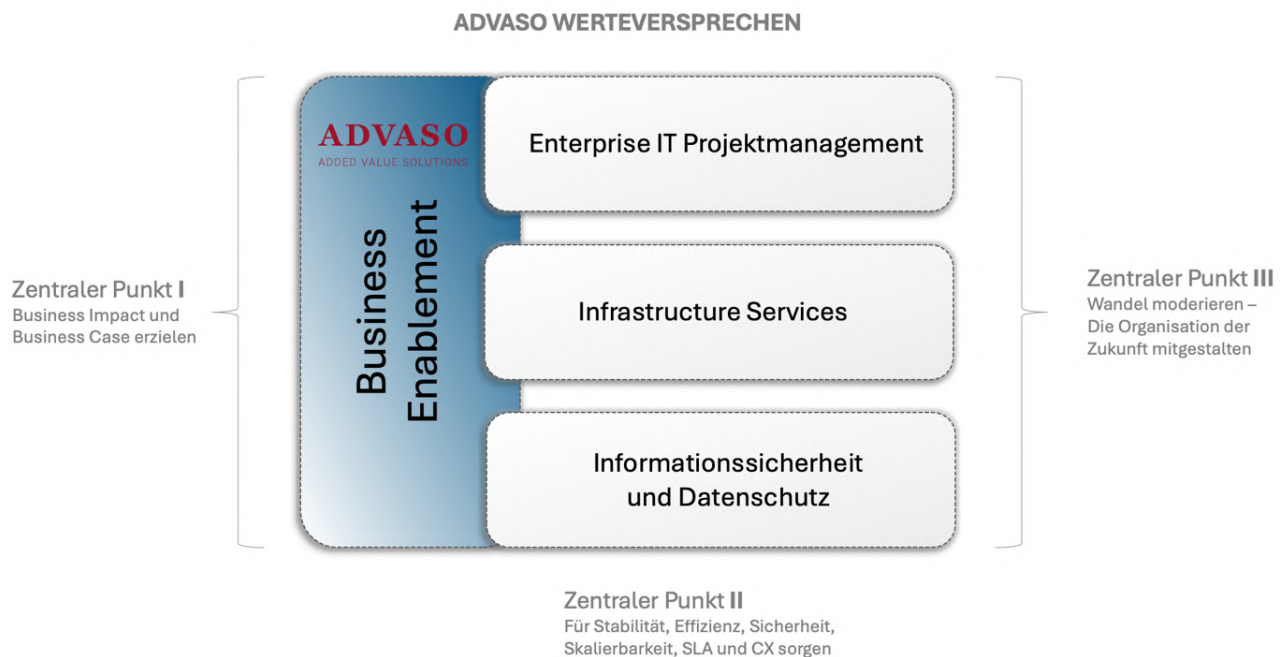 ADVASO WERTEVERSPRECHEN
ADVASO
ADDED VALUE SOLUTIONS
Business
Enablement
Enterprise IT Projektmanagement
Infrastructure Services
Informationssicherheit
und Datenschutz
Zentraler Punkt I
Business Impact und
Business Case erzielen
Zentraler Punkt III
Wandel moderieren –
Die Organisation der
Zukunft mitgestalten
Zentraler Punkt II
Für Stabilität, Effizienz, Sicherheit,
Skalierbarkeit, SLA und CX sorgen